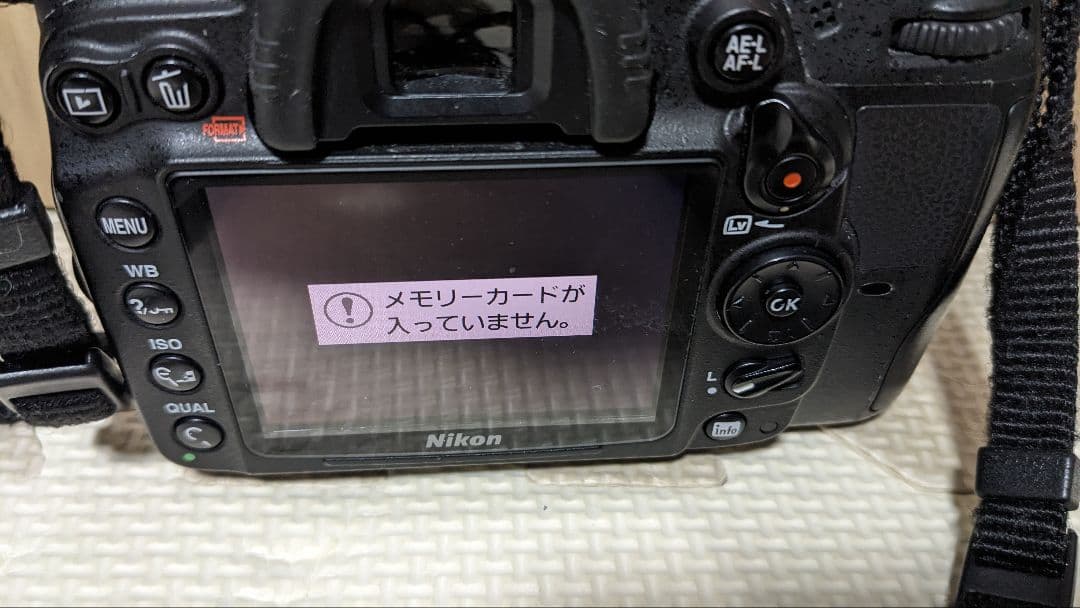 AE-L
AF-L
FORMAT
MENU
WB
ISO
QUAL
メモリーカードが
入っていません。
Lv
OK
L
info
Nikon